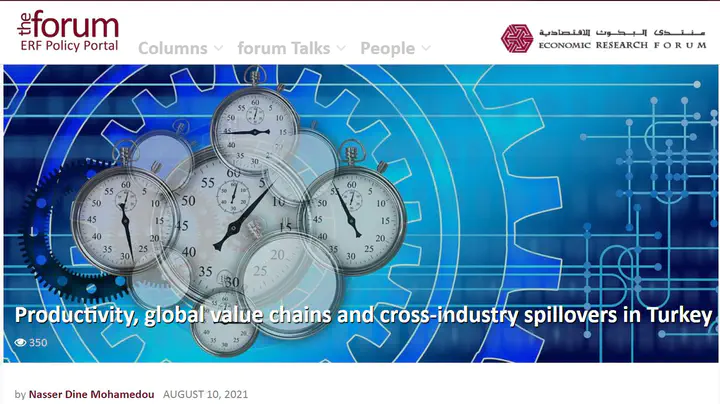 the forum
ERF Policy Portal
Columns forum Talks People
منتدى البحوث الاقتصادية
ECONOMIC RESEARCH FORUM
Productivity, global value chains and cross-industry spillovers in Turkey
350
by Nasser Dine Mohamedou AUGUST 10, 2021